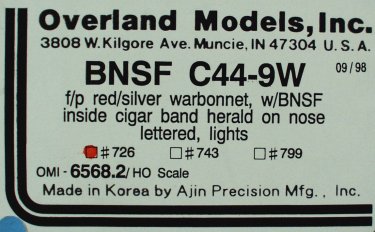 Overland Models, Inc.
3808 W. Kilgore Ave. Muncie, IN 47304 U. S. A.
BNSF C44-9W 09/98
f/p red/silver warbonnet, w/BNSF
inside cigar band herald on nose
lettered, lights
#726 #743 #799
OMI - 6568.2/ HO Scale
Made in Korea by Ajin Precision Mfg. , Inc.